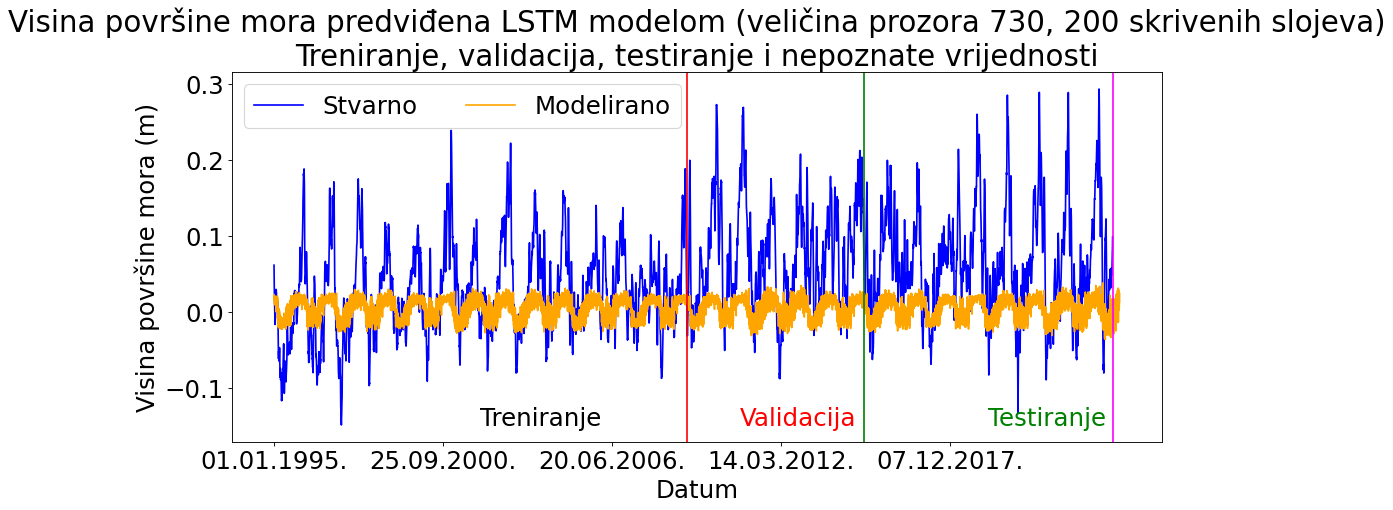 Visina površine mora predviđena LSTM modelom (veličina prozora 730, 200 skrivenih slojeva)
Treniranje, validacija, testiranje i nepoznate vrijednosti
Stvarno
Modelirano
Visina površine mora (m)
0.3
0.2
0.1
0.0
−0.1
Treniranje
Validacija
Testiranje
01.01.1995.
25.09.2000.
20.06.2006.
14.03.2012.
07.12.2017.
Datum